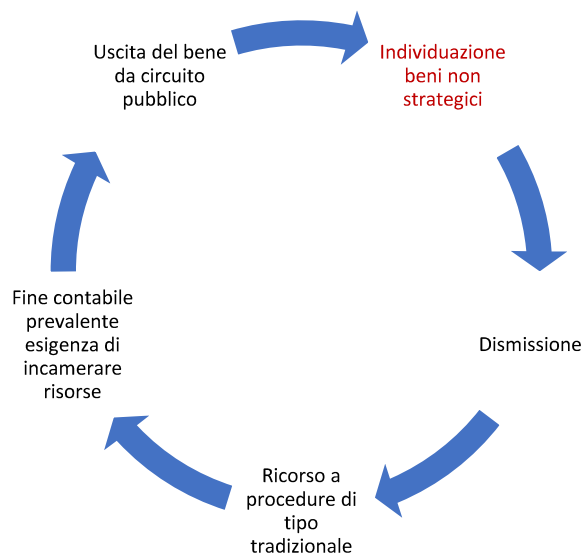 Individuazione
beni non
strategici
Dismissione
Ricorso a
procedure di
tipo
tradizionale
Fine contabile
prevalente
esigenza di
incamerare
risorse
Uscita del bene
da circuito
pubblico